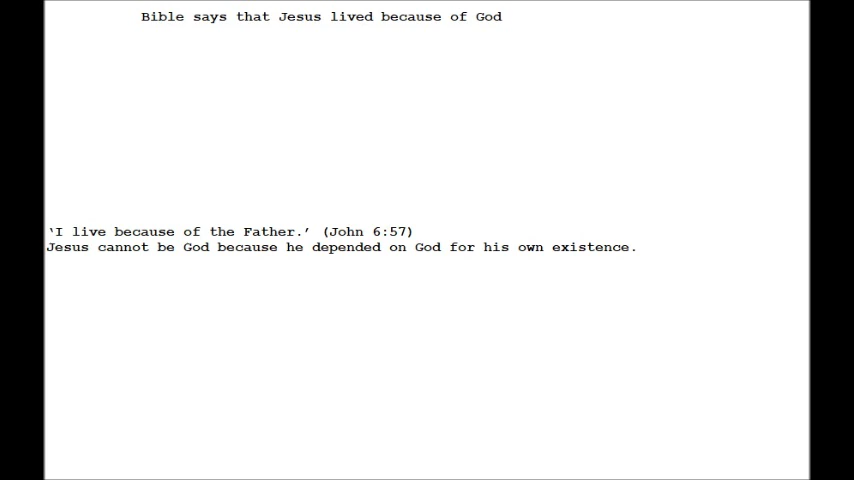 Bible says that Jesus lived because of God
‘I live because of the Father.’ (John 6:57)
Jesus cannot be God because he depended on God for his own existence.